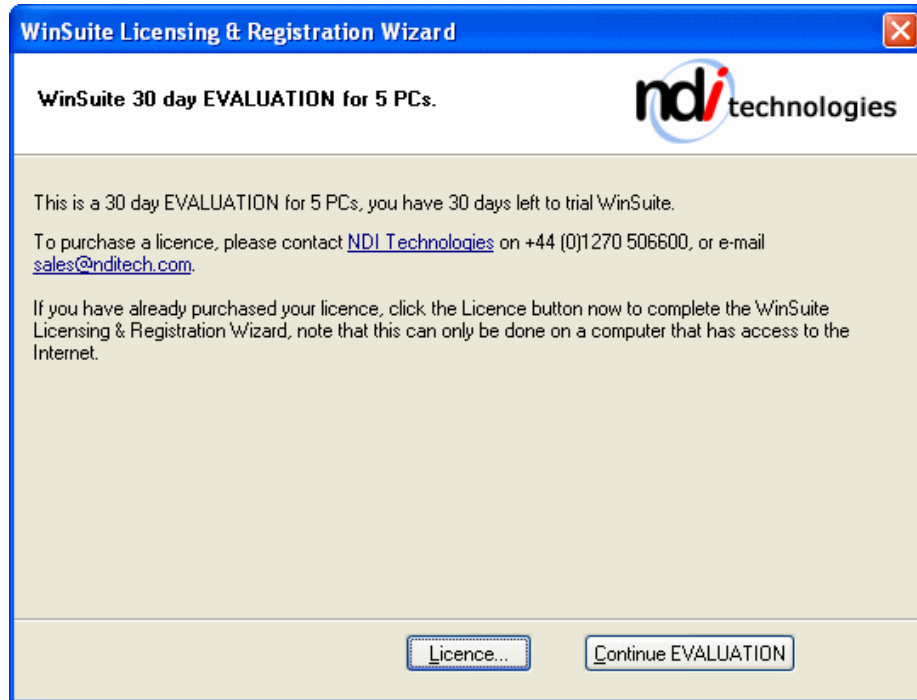 WinSuite Licensing & Registration Wizard
WinSuite 30 day EVALUATION for 5 PCs.
ndi technologies
This is a 30 day EVALUATION for 5 PCs, you have 30 days left to trial WinSuite.
To purchase a licence, please contact NDI Technologies on +44 (0)1270 506600, or e-mail
sales@nditech.com.
If you have already purchased your licence, click the Licence button now to complete the WinSuite
Licensing & Registration Wizard, note that this can only be done on a computer that has access to the
Internet.
Licence...
Continue EVALUATION